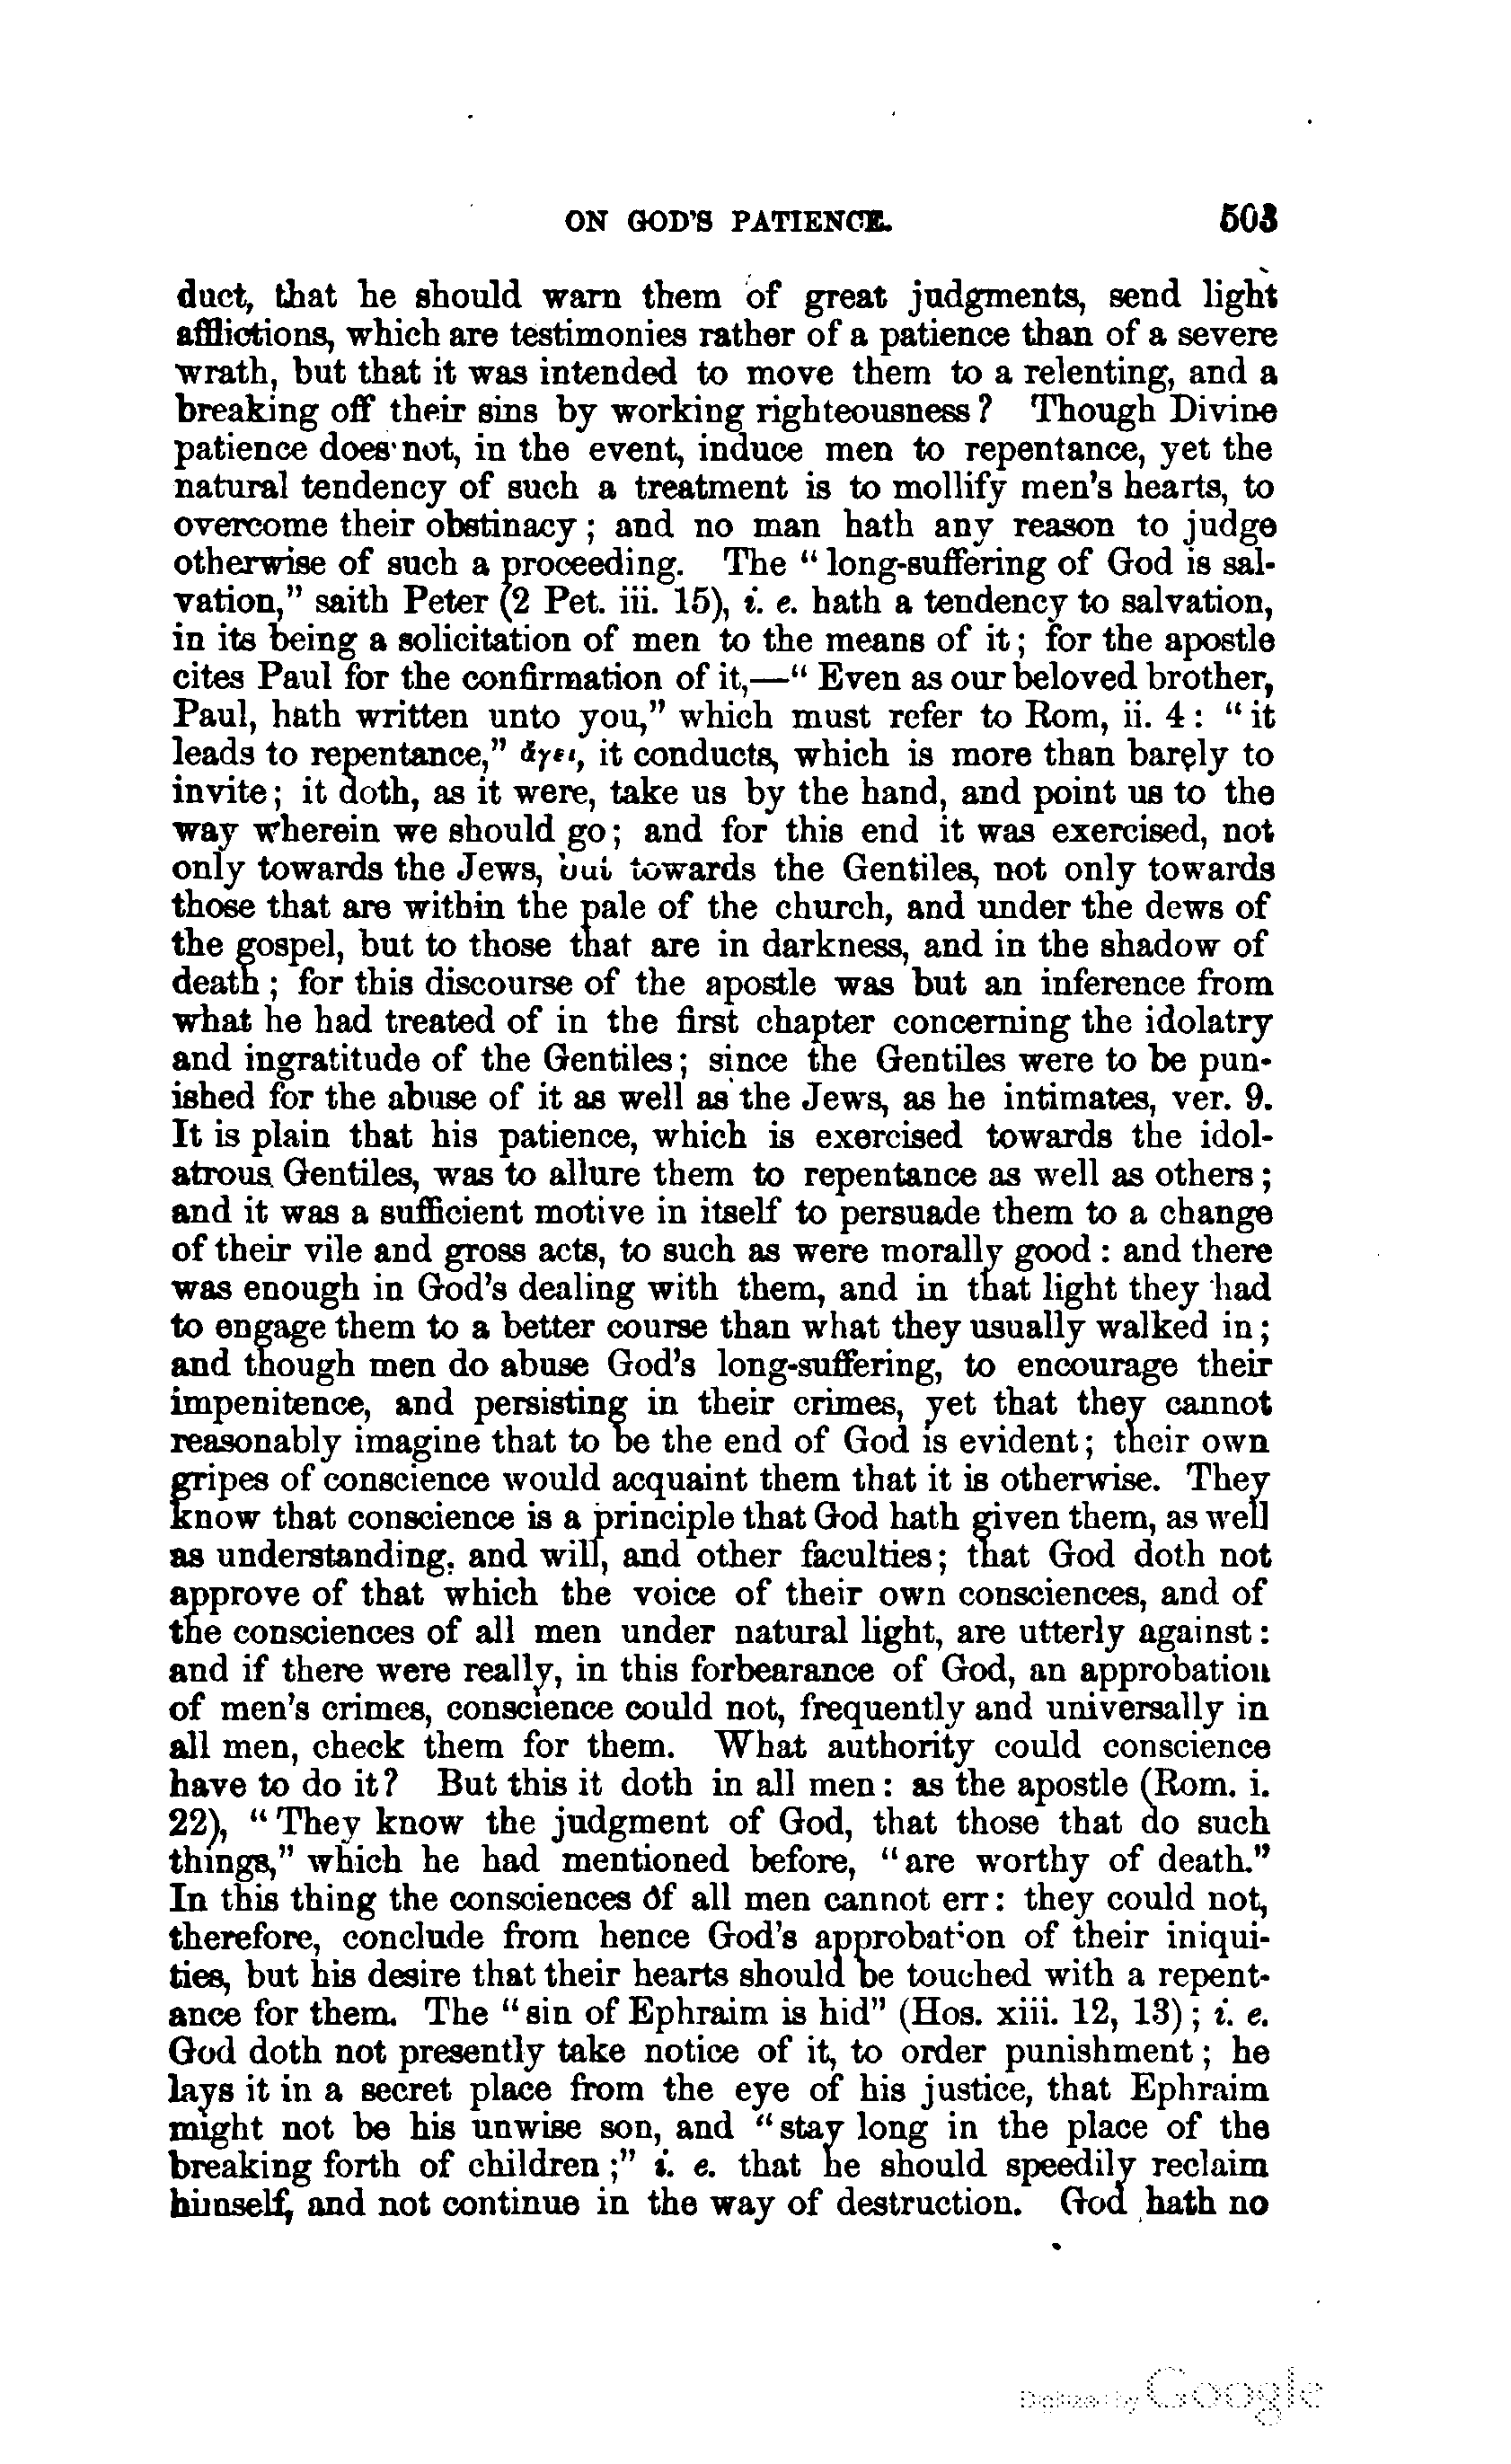 ON GOD'S PATIENCE. 503
duct, that he should warn them of great judgments, send light
afflictions, which are testimonies rather of a patience than of a severe
wrath, but that it was intended to move them to a relenting, and a
breaking off their sins by working righteousness? Though Divine
patience does not, in the event, induce men to repentance, yet the
natural tendency of such a treatment is to mollify men's hearts, to
overcome their obstinacy; and no man hath any reason to judge
otherwise of such a proceeding. The "long-suffering of God is sal-
vation," saith Peter (2 Pet. iii. 15), i. e. hath a tendency to salvation,
in its being a solicitation of men to the means of it; for the apostle
cites Paul for the confirmation of it,—"Even as our beloved brother,
Paul, hath written unto you," which must refer to Rom, ii. 4: "it
leads to repentance," ἄγει, it conducts, which is more than barely to
invite; it doth, as it were, take us by the hand, and point us to the
way wherein we should go; and for this end it was exercised, not
only towards the Jews, but towards the Gentiles, not only towards
those that are within the pale of the church, and under the dews of
the gospel, but to those that are in darkness, and in the shadow of
death; for this discourse of the apostle was but an inference from
what he had treated of in the first chapter concerning the idolatry
and ingratitude of the Gentiles; since the Gentiles were to be pun-
ished for the abuse of it as well as the Jews, as he intimates, ver. 9.
It is plain that his patience, which is exercised towards the idol-
atrous Gentiles, was to allure them to repentance as well as others;
and it was a sufficient motive in itself to persuade them to a change
of their vile and gross acts, to such as were morally good: and there
was enough in God's dealing with them, and in that light they had
to engage them to a better course than what they usually walked in;
and though men do abuse God's long-suffering, to encourage their
impenitence, and persisting in their crimes, yet that they cannot
reasonably imagine that to be the end of God is evident; their own
gripes of conscience would acquaint them that it is otherwise. They
know that conscience is a principle that God hath given them, as well
as understanding, and will, and other faculties; that God doth not
approve of that which the voice of their own consciences, and of
the consciences of all men under natural light, are utterly against:
and if there were really, in this forbearance of God, an approbation
of men's crimes, conscience could not, frequently and universally in
all men, check them for them. What authority could conscience
have to do it? But this it doth in all men: as the apostle (Rom. i.
22), "They know the judgment of God, that those that do such
things," which he had mentioned before, "are worthy of death."
In this thing the consciences of all men cannot err: they could not,
therefore, conclude from hence God's approbation of their iniqui-
ties, but his desire that their hearts should be touched with a repent-
ance for them. The "sin of Ephraim is hid" (Hos. xiii. 12, 13); i. e.
God doth not presently take notice of it, to order punishment; he
lays it in a secret place from the eye of his justice, that Ephraim
might not be his unwise son, and "stay long in the place of the
breaking forth of children;" i. e. that he should speedily reclaim
himself, and not continue in the way of destruction. God hath no
Digitized by Google